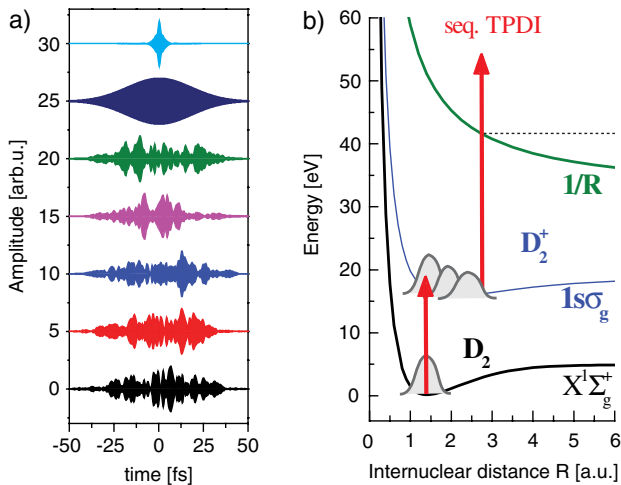 a)
30
25
20
15
10
5
0
Amplitude [arb.u.]
-50 -25 0 25 50
time [fs]
b)
60
50
40
30
20
10
0
Energy [eV]
seq. TPDI
1/R
D₂⁺
1sσ_g
D₂
X¹Σ_g⁺
0 1 2 3 4 5 6
Internuclear distance R [a.u.]